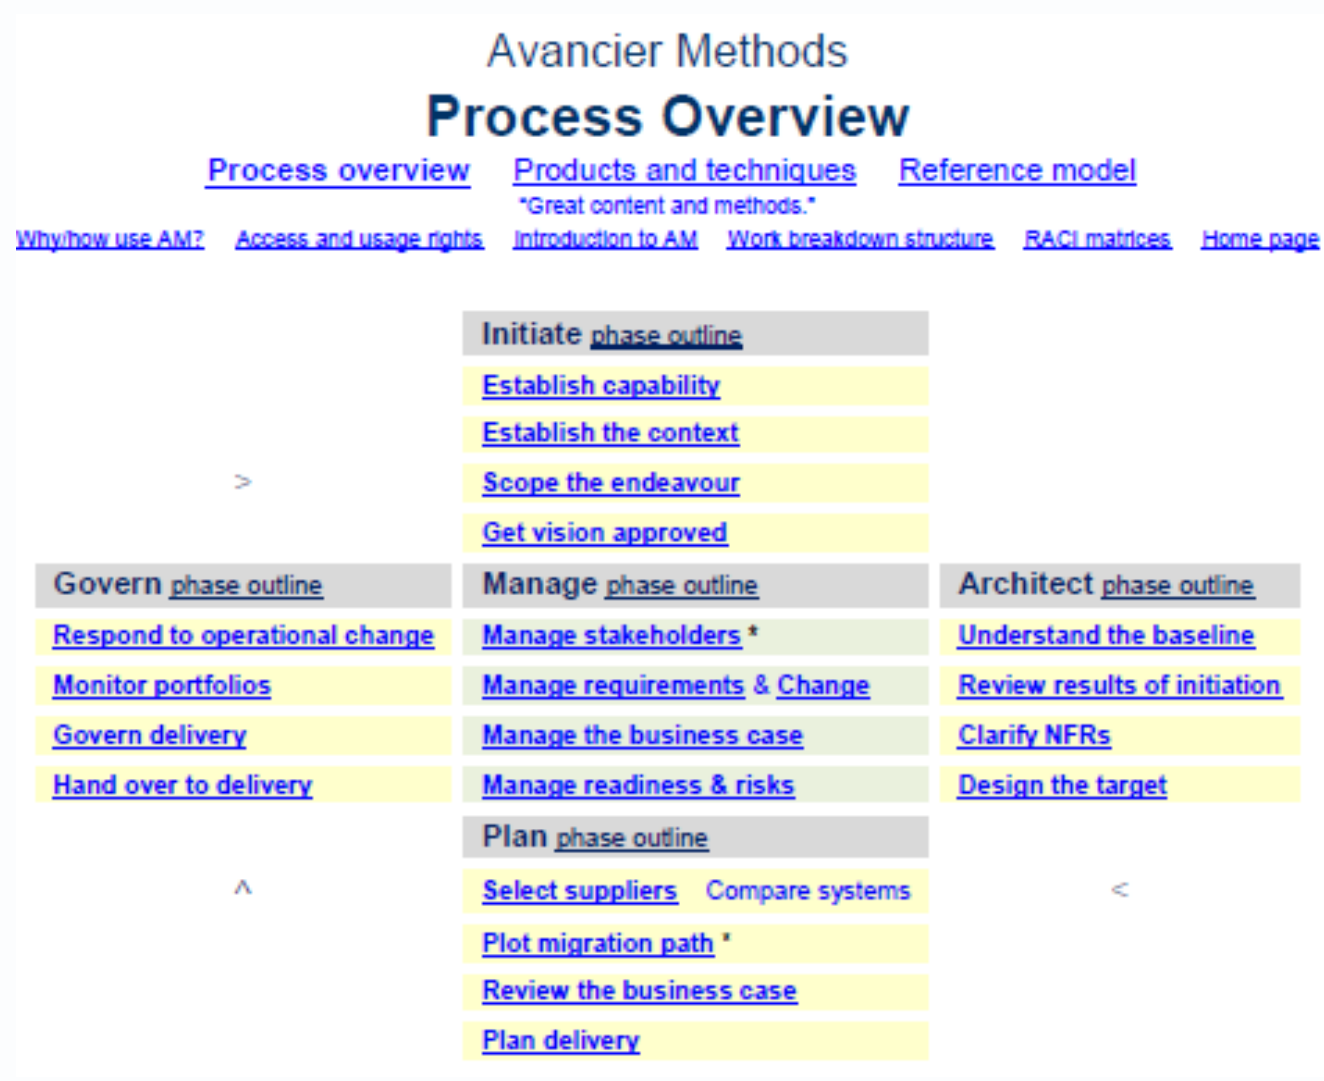 Avancier Methods
Process Overview
Process overview Products and techniques Reference model
"Great content and methods."
Why/how use AM? Access and usage rights Introduction to AM Work breakdown structure RACI matrices Home page
Initiate phase outline
Establish capability
Establish the context
> Scope the endeavour
Get vision approved
Govern phase outline Manage phase outline Architect phase outline
Respond to operational change Manage stakeholders * Understand the baseline
Monitor portfolios Manage requirements & Change Review results of initiation
Govern delivery Manage the business case Clarify NFRs
Hand over to delivery Manage readiness & risks Design the target
Plan phase outline
^ Select suppliers Compare systems <
Plot migration path *
Review the business case
Plan delivery